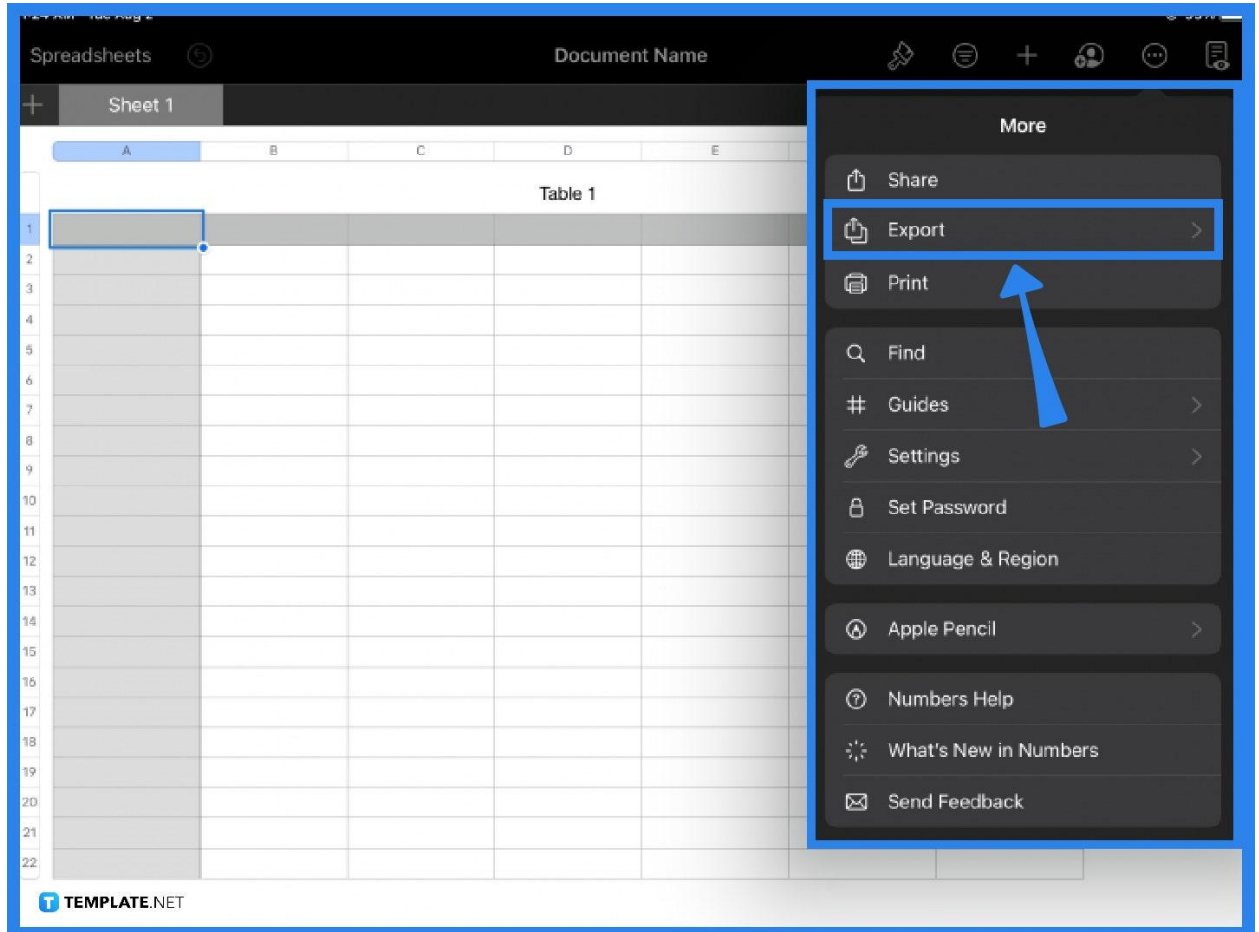 Spreadsheets
Document Name
Sheet 1
A B C D E
Table 1
1
2
3
4
5
6
7
8
9
10
11
12
13
14
15
16
17
18
19
20
21
22
More
Share
Export
Print
Find
Guides
Settings
Set Password
Language & Region
Apple Pencil
Numbers Help
What's New in Numbers
Send Feedback
T TEMPLATE.NET